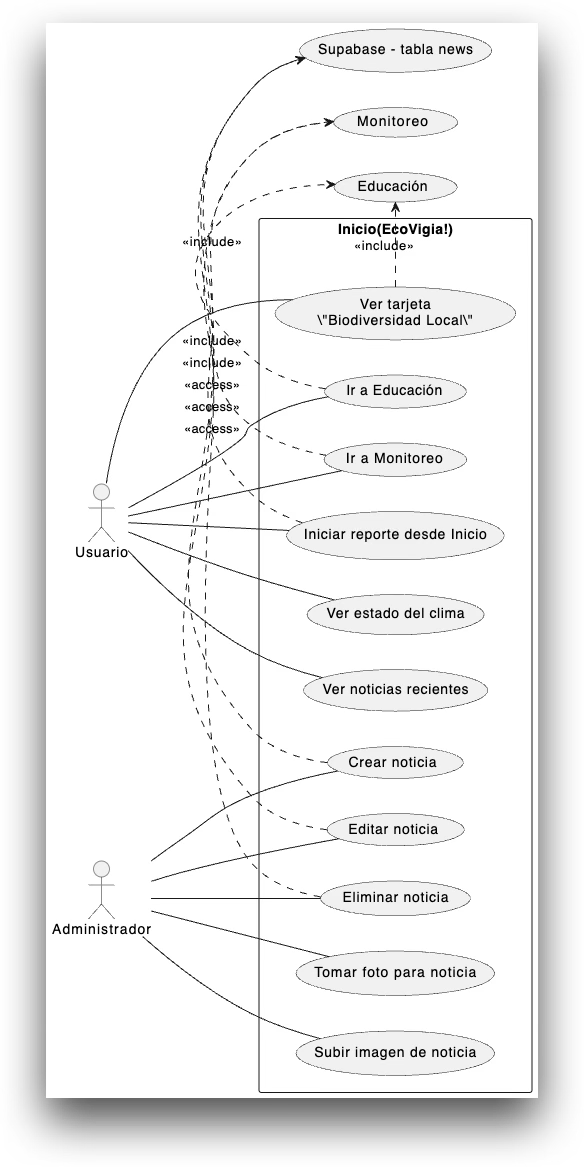 Supabase - tabla news
Monitoreo
Educación
Inicio(EcoVigia!)
«include»
«include»
Ver tarjeta
\"Biodiversidad Local\"
«include»
«include»
«access»
«access»
«access»
Ir a Educación
Ir a Monitoreo
Iniciar reporte desde Inicio
Usuario
Ver estado del clima
Ver noticias recientes
Crear noticia
Editar noticia
Eliminar noticia
Administrador
Tomar foto para noticia
Subir imagen de noticia